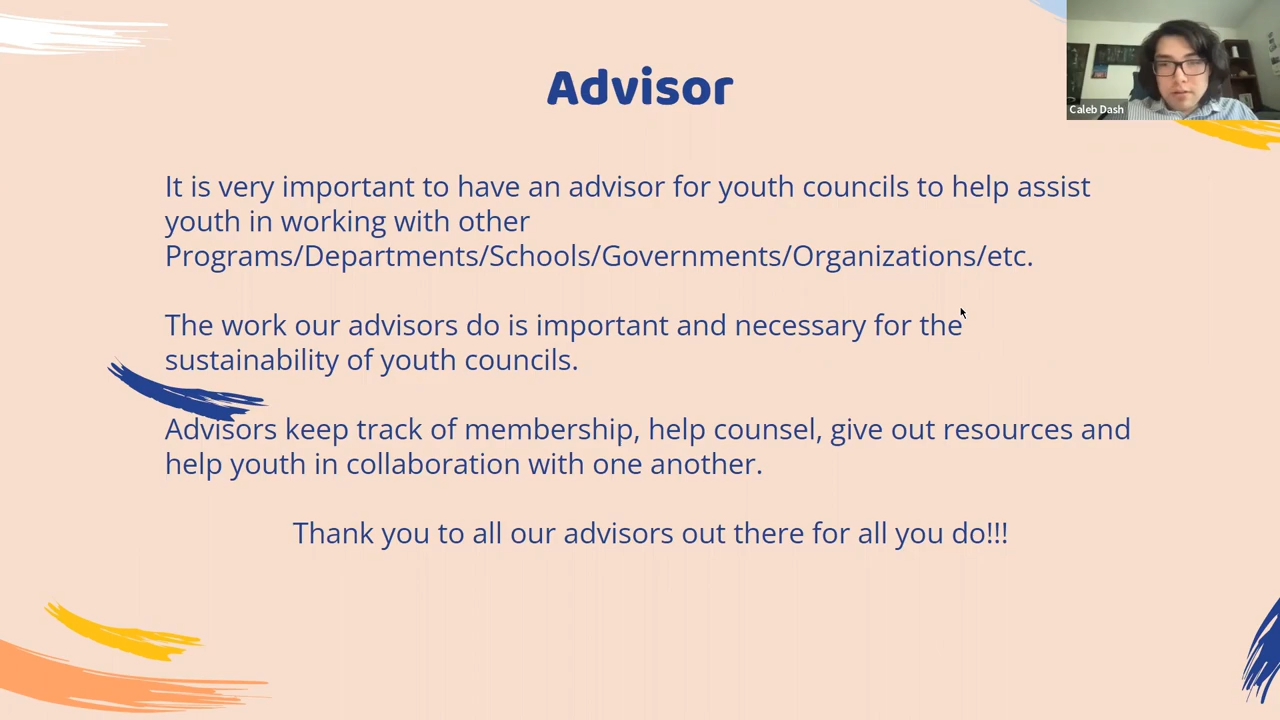 Advisor
Caleb Dash
It is very important to have an advisor for youth councils to help assist
youth in working with other
Programs/Departments/Schools/Governments/Organizations/etc.
The work our advisors do is important and necessary for the
sustainability of youth councils.
Advisors keep track of membership, help counsel, give out resources and
help youth in collaboration with one another.
Thank you to all our advisors out there for all you do!!!